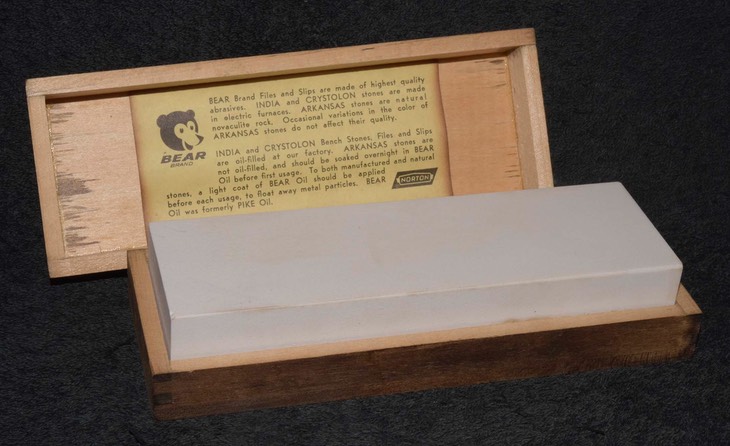 BEAR Brand Files and Slips are made of highest quality
abrasives. INDIA and CRYSTOLON stones are made
in electric furnaces. ARKANSAS stones are natural
novaculite rock. Occasional variations in the color of
ARKANSAS stones do not affect their quality.
BEAR
BRAND
INDIA and CRYSTOLON Bench Stones, Files and Slips
are oil-filled at our factory. ARKANSAS stones are
not oil-filled, and should be soaked overnight in BEAR
Oil before first usage. To both manufactured and natural
stones, a light coat of BEAR Oil should be applied
before each usage, to float away metal particles. BEAR
Oil was formerly PIKE Oil.
NORTON